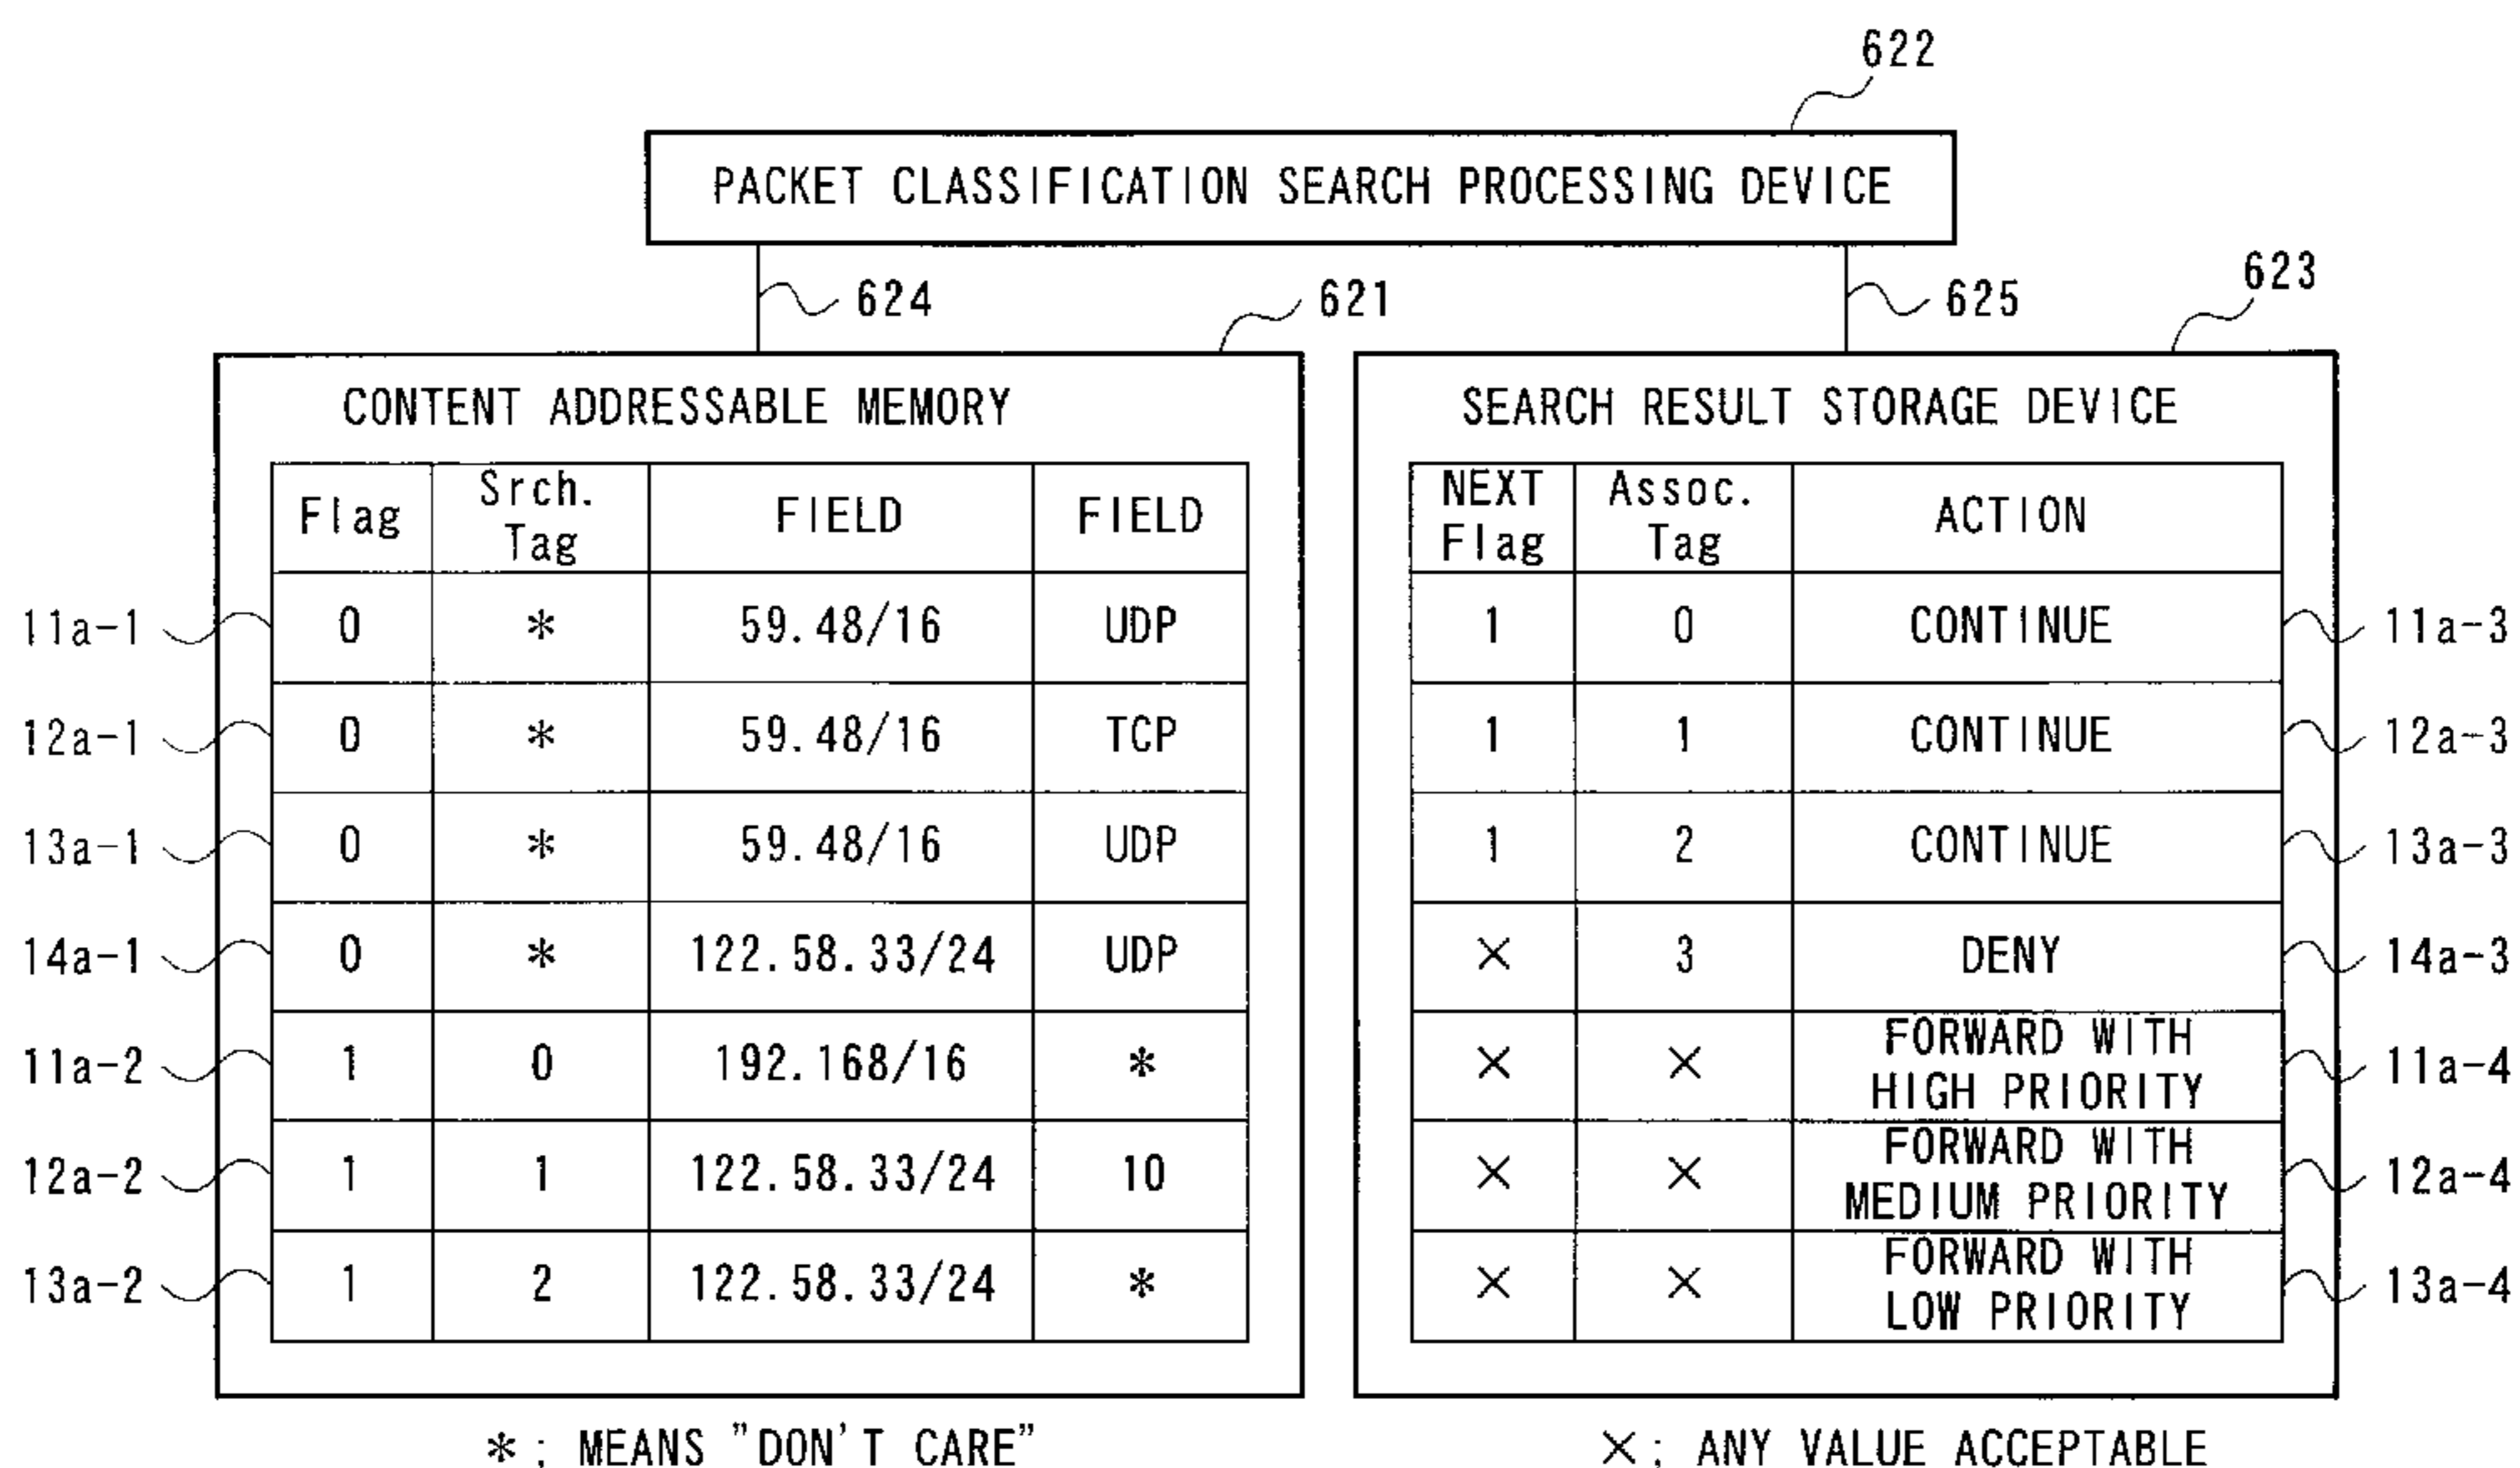 622
PACKET CLASSIFICATION SEARCH PROCESSING DEVICE
624
621
625
623
CONTENT ADDRESSABLE MEMORY
Flag Srch. Tag FIELD FIELD
11a-1 0 * 59.48/16 UDP
12a-1 0 * 59.48/16 TCP
13a-1 0 * 59.48/16 UDP
14a-1 0 * 122.58.33/24 UDP
11a-2 1 0 192.168/16 *
12a-2 1 1 122.58.33/24 10
13a-2 1 2 122.58.33/24 *
*; MEANS "DON'T CARE"
SEARCH RESULT STORAGE DEVICE
NEXT Flag Assoc. Tag ACTION
1 0 CONTINUE 11a-3
1 1 CONTINUE 12a-3
1 2 CONTINUE 13a-3
× 3 DENY 14a-3
× × FORWARD WITH HIGH PRIORITY 11a-4
× × FORWARD WITH MEDIUM PRIORITY 12a-4
× × FORWARD WITH LOW PRIORITY 13a-4
×; ANY VALUE ACCEPTABLE